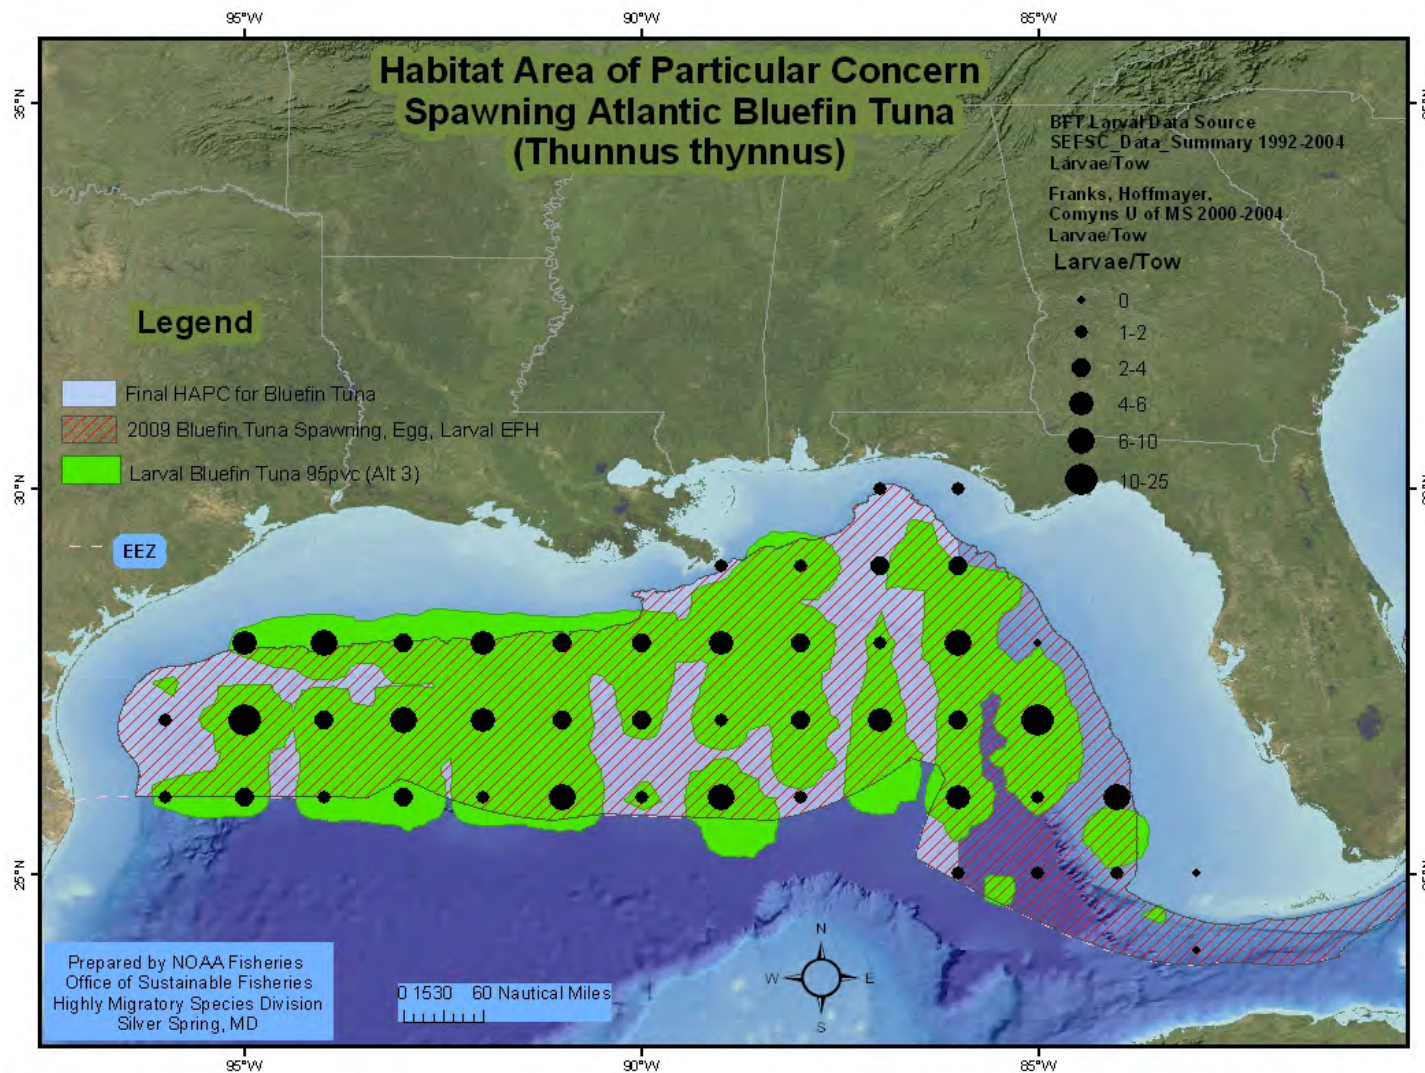 95°W
90°W
85°W
Habitat Area of Particular Concern
Spawning Atlantic Bluefin Tuna
(Thunnus thynnus)
35°N
BFT Larval Data Source
SEFSC_Data_Summary 1992-2004
Larvae/Tow
Franks, Hoffmayer,
Comyns U of MS 2000-2004
Larvae/Tow
Larvae/Tow
0
1-2
2-4
4-6
6-10
10-25
Legend
Final HAPC for Bluefin Tuna
2009 Bluefin Tuna Spawning, Egg, Larval EFH
Larval Bluefin Tuna 95pvc (Alt 3)
EEZ
30°N
25°N
Prepared by NOAA Fisheries
Office of Sustainable Fisheries
Highly Migratory Species Division
Silver Spring, MD
0 1530 60 Nautical Miles
N
W E
S
95°W
90°W
85°W